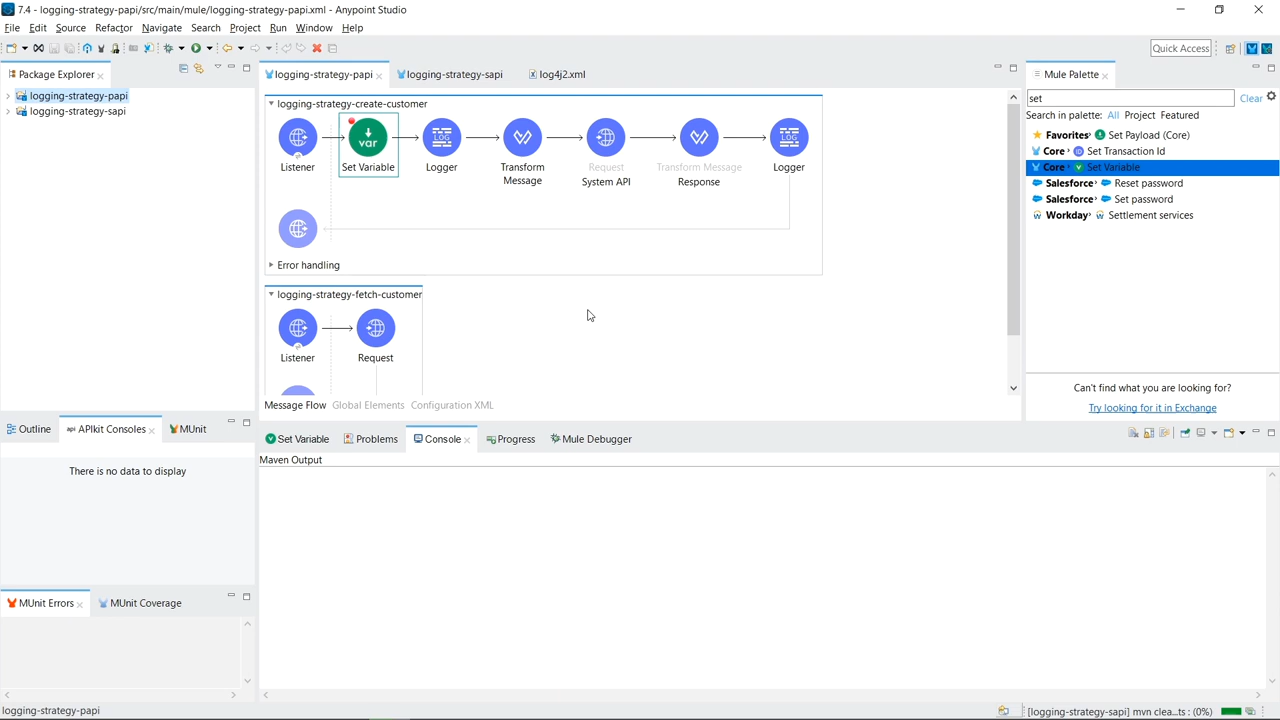 7.4 - logging-strategy-papi/src/main/mule/logging-strategy-papi.xml - Anypoint Studio
File Edit Source Refactor Navigate Search Project Run Window Help
Quick Access
Package Explorer
logging-strategy-papi
logging-strategy-sapi
logging-strategy-papi logging-strategy-sapi log4j2.xml
logging-strategy-create-customer
var
LOG
LOG
Listener Set Variable Logger Transform Message Request System API Transform Message Response Logger
Error handling
logging-strategy-fetch-customer
Listener Request
Message Flow Global Elements Configuration XML
Mule Palette
set
Clear
Search in palette: All Project Featured
Favorites Set Payload (Core)
Core Set Transaction Id
Core Set Variable
Salesforce Reset password
Salesforce Set password
Workday Settlement services
Can't find what you are looking for?
Try looking for it in Exchange
Outline APIkit Consoles MUnit
There is no data to display
MUnit Errors MUnit Coverage
Set Variable Problems Console Progress Mule Debugger
Maven Output
logging-strategy-papi
[logging-strategy-sapi] mvn clea...ts : (0%)